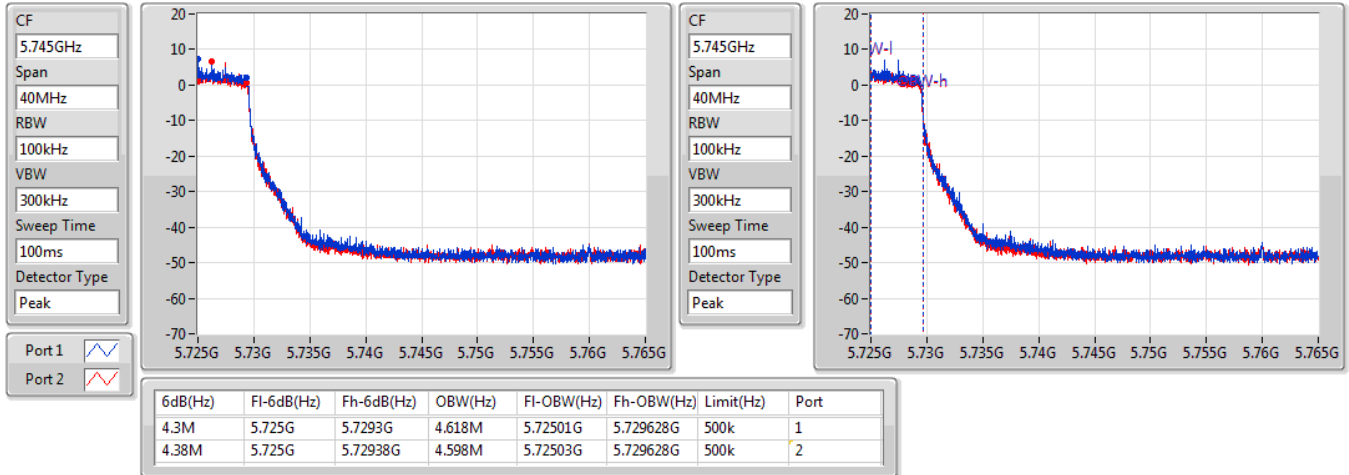 CF
5.745GHz
Span
40MHz
RBW
100kHz
VBW
300kHz
Sweep Time
100ms
Detector Type
Peak
Port 1
Port 2
20
10
0
-10
-20
-30
-40
-50
-60
-70
5.725G 5.73G 5.735G 5.74G 5.745G 5.75G 5.755G 5.76G 5.765G
CF
5.745GHz
Span
40MHz
RBW
100kHz
VBW
300kHz
Sweep Time
100ms
Detector Type
Peak
20
10
0
-10
-20
-30
-40
-50
-60
-70
W-l
W-h
5.725G 5.73G 5.735G 5.74G 5.745G 5.75G 5.755G 5.76G 5.765G
6dB(Hz) Fl-6dB(Hz) Fh-6dB(Hz) OBW(Hz) Fl-OBW(Hz) Fh-OBW(Hz) Limit(Hz) Port
4.3M 5.725G 5.7293G 4.618M 5.72501G 5.729628G 500k 1
4.38M 5.725G 5.72938G 4.598M 5.72503G 5.729628G 500k 2